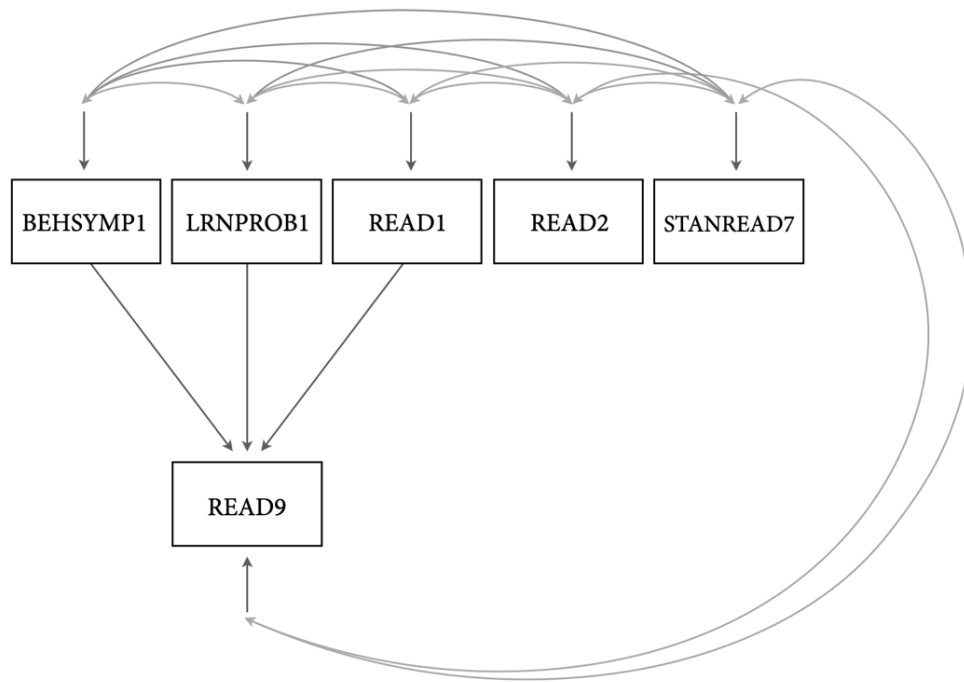 BEHSYMP1
LRNPROB1
READ1
READ2
STANREAD7
READ9